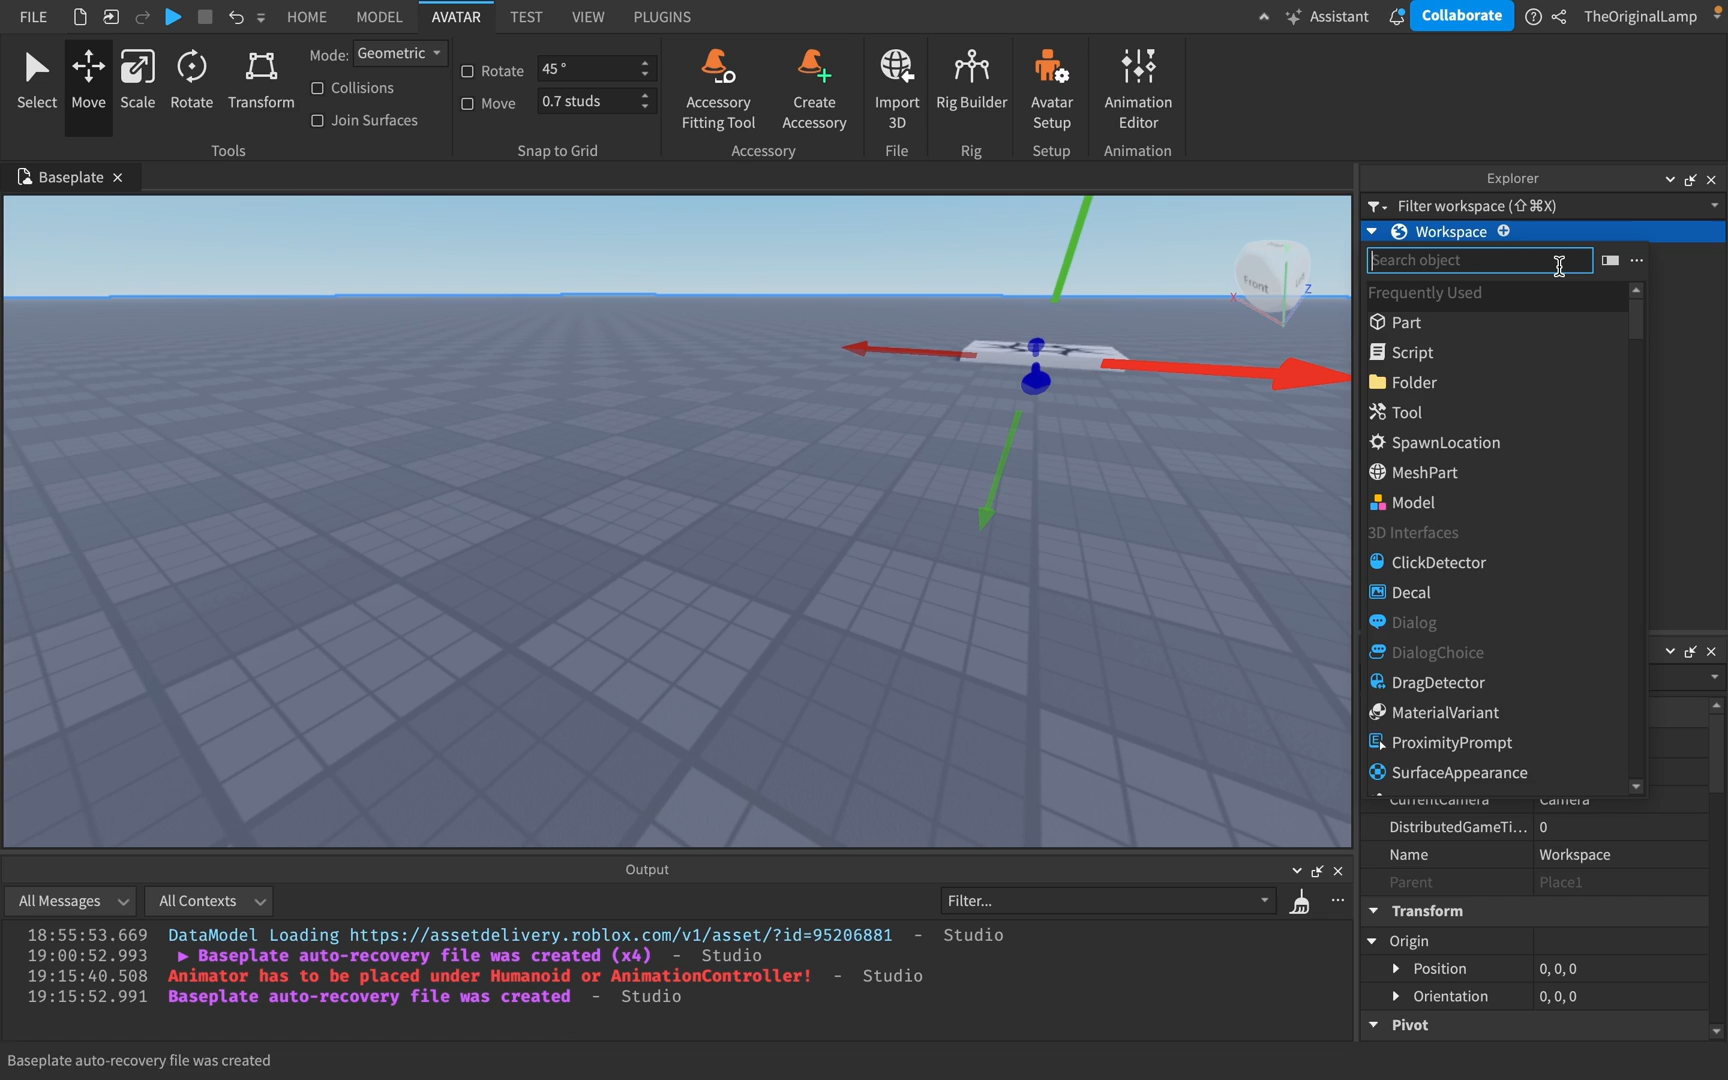 FILE HOME MODEL AVATAR TEST VIEW PLUGINS Assistant Collaborate TheOriginalLamp
Select Move Scale Rotate Transform
Mode: Geometric
Collisions
Join Surfaces
Tools
Rotate 45 °
Move 0.7 studs
Snap to Grid
Accessory Fitting Tool
Create Accessory
Accessory
Import 3D
File
Rig Builder
Rig
Avatar Setup
Setup
Animation Editor
Animation
Baseplate
Front
X
Z
Explorer
Filter workspace (⇧⌘X)
Workspace
Search object
Frequently Used
Part
Script
Folder
Tool
SpawnLocation
MeshPart
Model
3D Interfaces
ClickDetector
Decal
Dialog
DialogChoice
DragDetector
MaterialVariant
ProximityPrompt
SurfaceAppearance
CurrentCamera Camera
DistributedGameTi... 0
Name Workspace
Parent Place1
Transform
Origin
Position 0, 0, 0
Orientation 0, 0, 0
Pivot
Output
All Messages All Contexts Filter...
18:55:53.669 DataModel Loading https://assetdelivery.roblox.com/v1/asset/?id=95206881 - Studio
19:00:52.993 ▶ Baseplate auto-recovery file was created (x4) - Studio
19:15:40.508 Animator has to be placed under Humanoid or AnimationController! - Studio
19:15:52.991 Baseplate auto-recovery file was created - Studio
Baseplate auto-recovery file was created